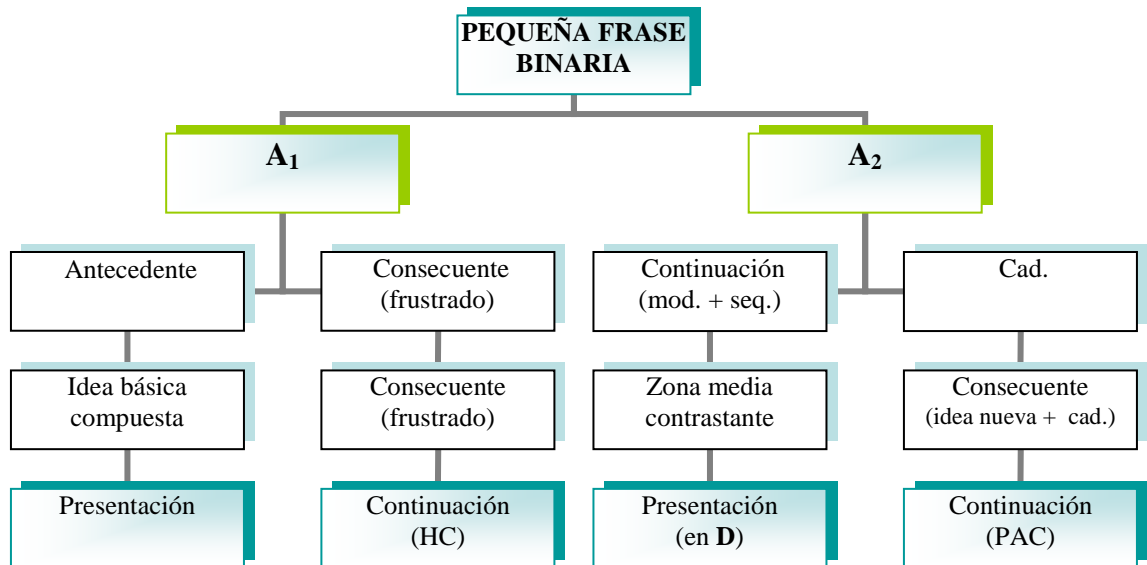 PEQUEÑA FRASE
BINARIA
A₁
A₂
Antecedente
Consecuente
(frustrado)
Continuación
(mod. + seq.)
Cad.
Idea básica
compuesta
Consecuente
(frustrado)
Zona media
contrastante
Consecuente
(idea nueva + cad.)
Presentación
Continuación
(HC)
Presentación
(en D)
Continuación
(PAC)